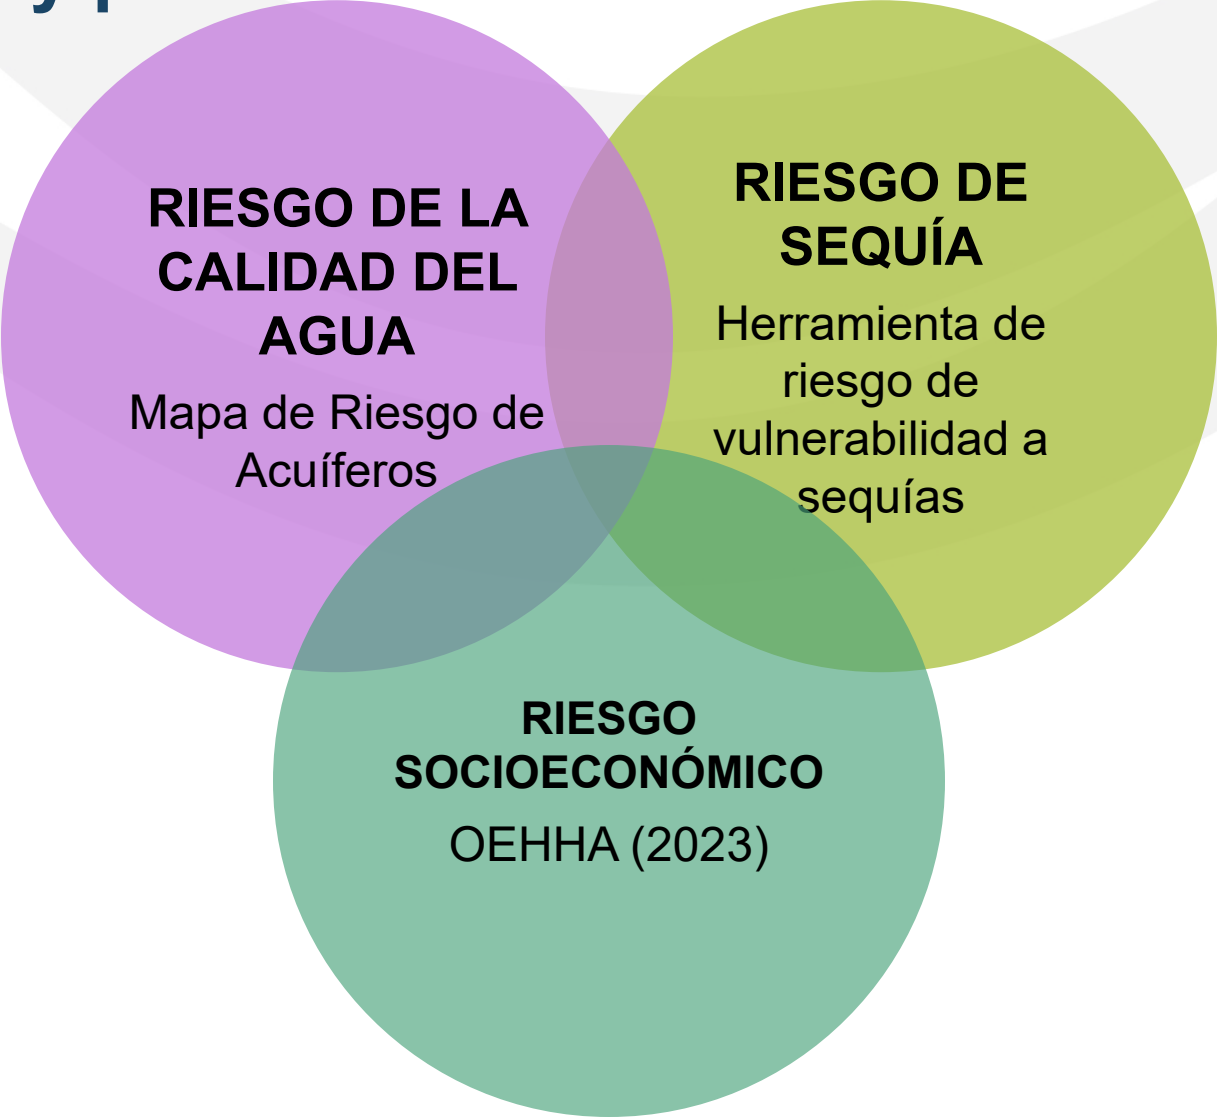 RIESGO DE LA
CALIDAD DEL
AGUA
Mapa de Riesgo de
Acuíferos
RIESGO DE
SEQUÍA
Herramienta de
riesgo de
vulnerabilidad a
sequías
RIESGO
SOCIOECONÓMICO
OEHHA (2023)